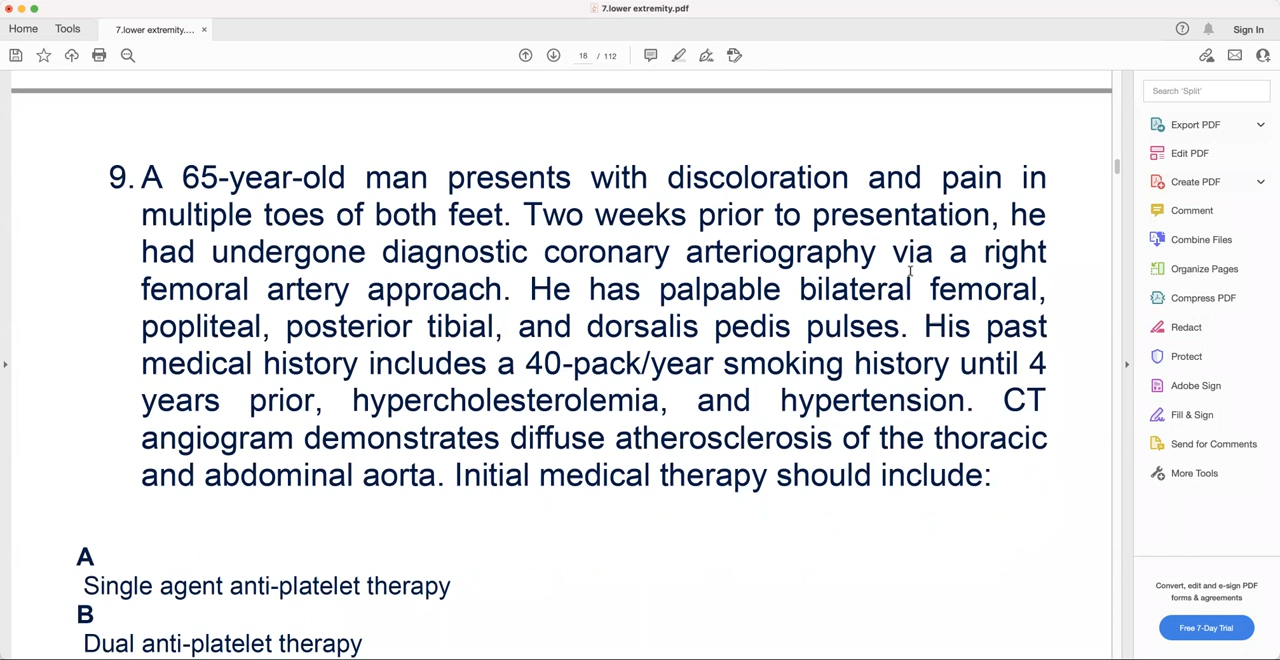 7.lower extremity.pdf
Home Tools 7.lower extremity.... × Sign In
18 / 112
9. A 65-year-old man presents with discoloration and pain in
multiple toes of both feet. Two weeks prior to presentation, he
had undergone diagnostic coronary arteriography via a right
femoral artery approach. He has palpable bilateral femoral,
popliteal, posterior tibial, and dorsalis pedis pulses. His past
medical history includes a 40-pack/year smoking history until 4
years prior, hypercholesterolemia, and hypertension. CT
angiogram demonstrates diffuse atherosclerosis of the thoracic
and abdominal aorta. Initial medical therapy should include:
A
Single agent anti-platelet therapy
B
Dual anti-platelet therapy
Search 'Split'
Export PDF
Edit PDF
Create PDF
Comment
Combine Files
Organize Pages
Compress PDF
Redact
Protect
Adobe Sign
Fill & Sign
Send for Comments
More Tools
Convert, edit and e-sign PDF
forms & agreements
Free 7-Day Trial